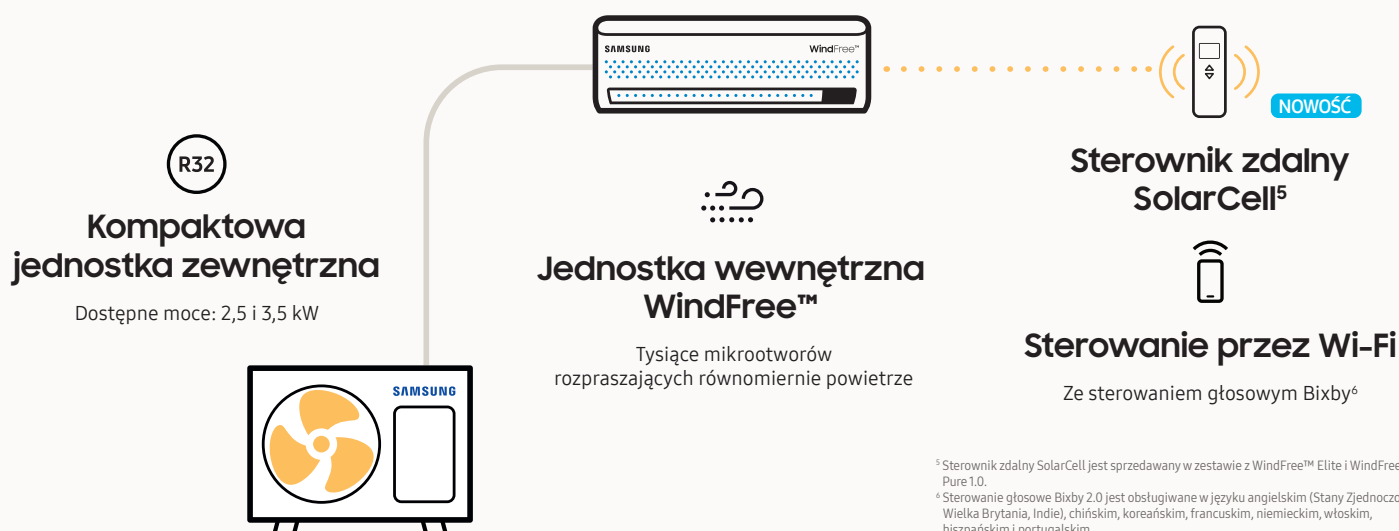 SAMSUNG
WindFree™
NOWOŚĆ
R32
Kompaktowa
jednostka zewnętrzna
Dostępne moce: 2,5 i 3,5 kW
SAMSUNG
Jednostka wewnętrzna
WindFree™
Tysiące mikrootworów
rozpraszających równomiernie powietrze
Sterownik zdalny
SolarCell⁵
Sterowanie przez Wi-Fi
Ze sterowaniem głosowym Bixby⁶
⁵ Sterownik zdalny SolarCell jest sprzedawany w zestawie z WindFree™ Elite i WindFree
Pure 1.0.
⁶ Sterowanie głosowe Bixby 2.0 jest obsługiwane w języku angielskim (Stany
Wielka Brytania, Indie), chińskim, koreańskim, francuskim, niemieckim, włoskim,
hiszpańskim i portugalskim.